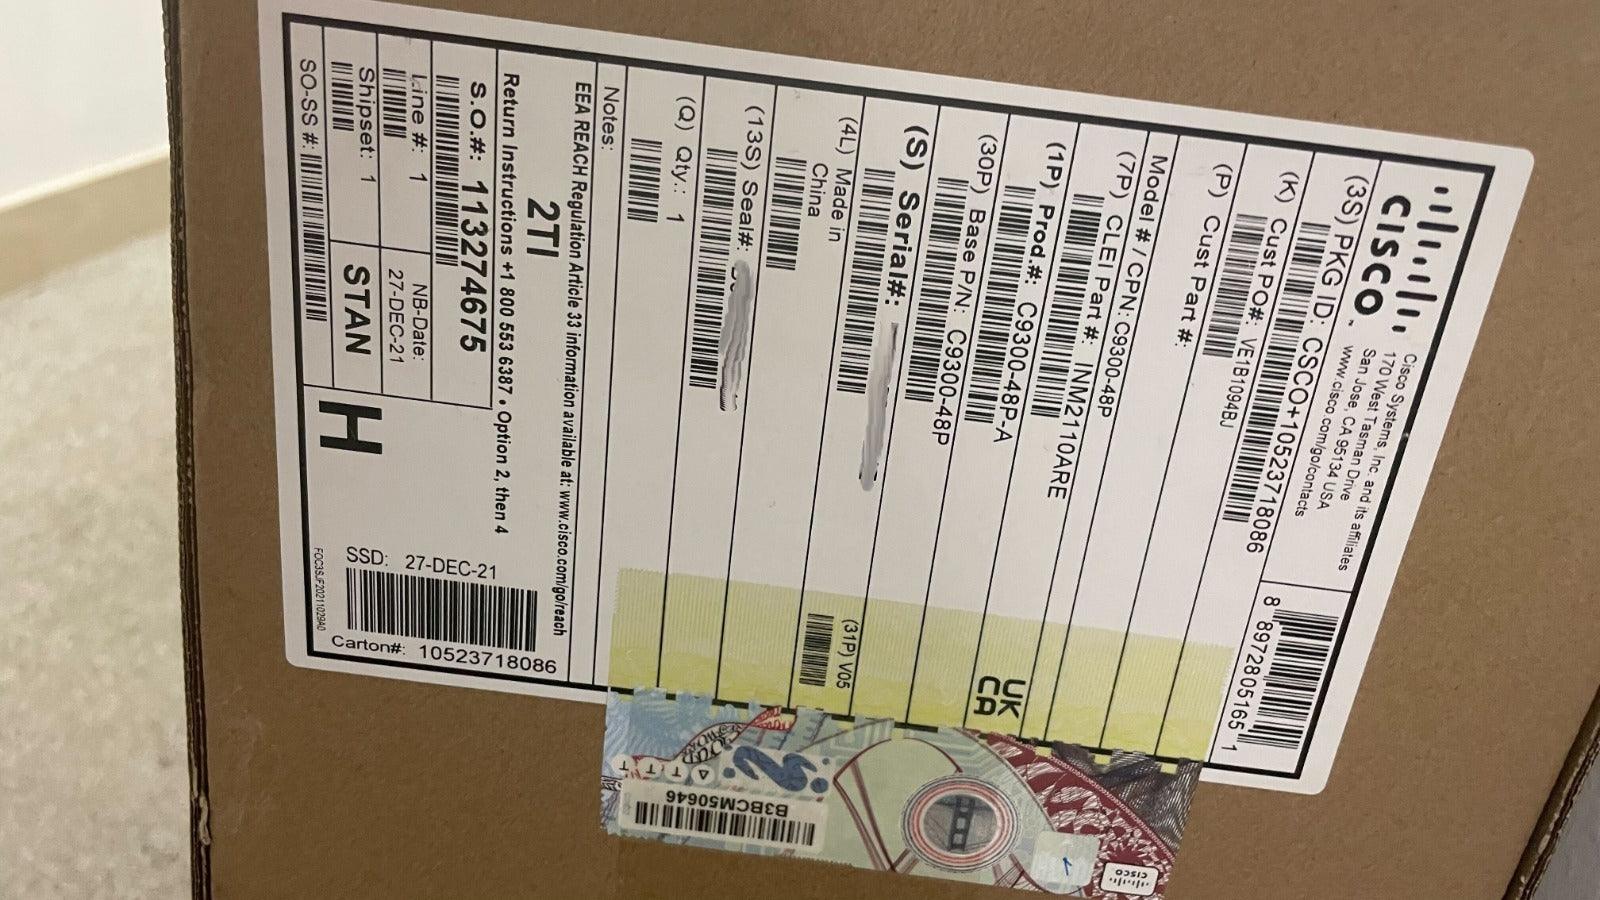 CISCO
Cisco Systems, Inc. and its affiliates
170 West Tasman Drive
San Jose, CA 95134 USA
www.cisco.com/go/contacts
8 89728051651 1
(3S) PKG ID: CSCO+10523718086
(K) Cust PO#: VE1B1094BJ
(P) Cust Part #:
Model # / CPN: C9300-48P
(7P) CLEI Part #: INM2110ARE
(1P) Prod.#: C9300-48P-A
UK
CA
(30P) Base P/N: C9300-48P
(S) Serial#:
(4L) Made in
China
(31P) V05
(13S) Seal#:
(Q) Qty.: 1
Notes:
EEA REACH Regulation Article 33 information available at: www.cisco.com/go/reach
2TI
Return Instructions +1 800 553 6387 • Option 2, then 4
S.O.#: 113274675
Line #: 1
NB-Date:
27-DEC-21
Shipset: 1
STAN
SO-SS #:
H
SSD: 27-DEC-21
Carton#: 10523718086
B3BCM50646
CISCO